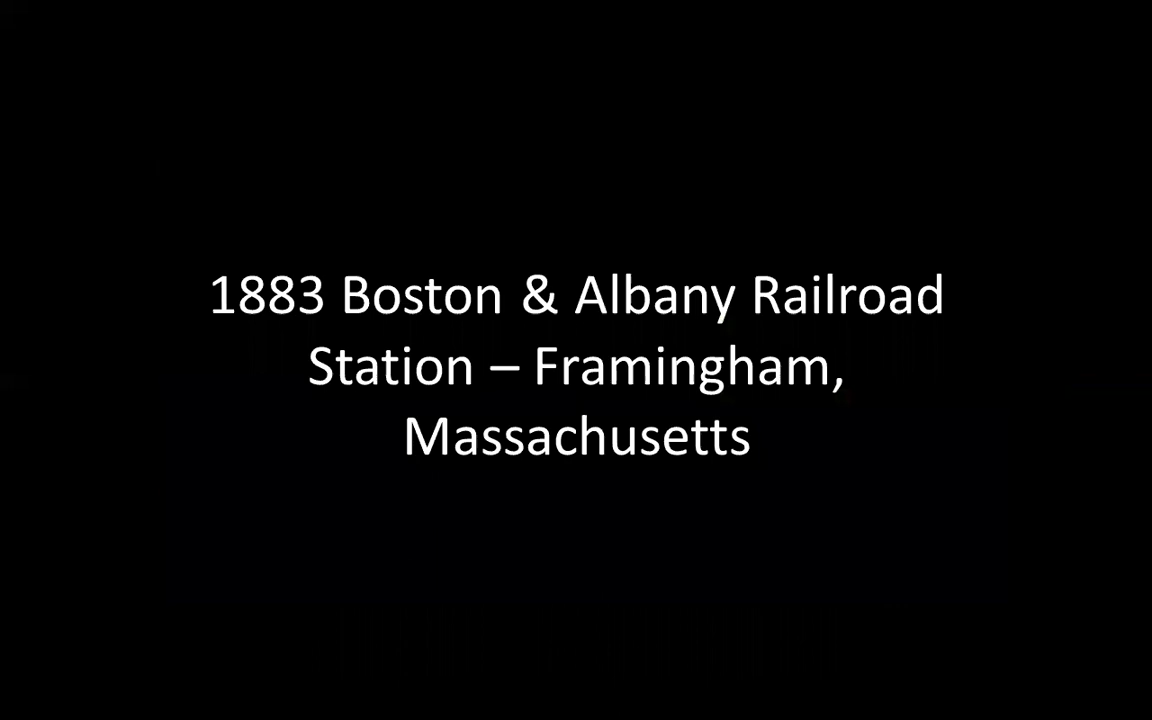 1883 Boston & Albany Railroad
Station – Framingham,
Massachusetts